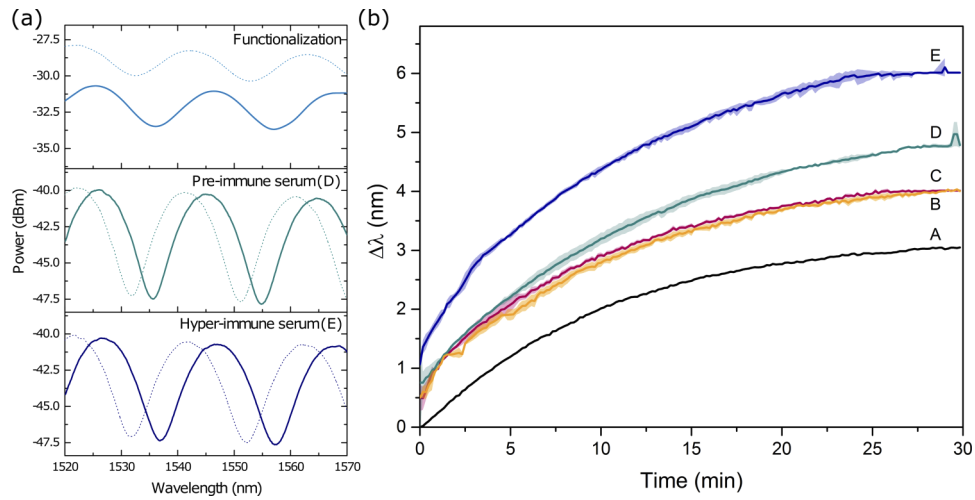 (a)
Functionalization
-27.5
-30.0
-32.5
-35.0
Pre-immune serum(D)
-40.0
-42.5
-45.0
-47.5
Hyper-immune serum(E)
-40.0
-42.5
-45.0
-47.5
1520 1530 1540 1550 1560 1570
Wavelength (nm)
Power (dBm)
(b)
E
D
C
B
A
6
5
4
3
2
1
0
0 5 10 15 20 25 30
Time (min)
Δλ (nm)